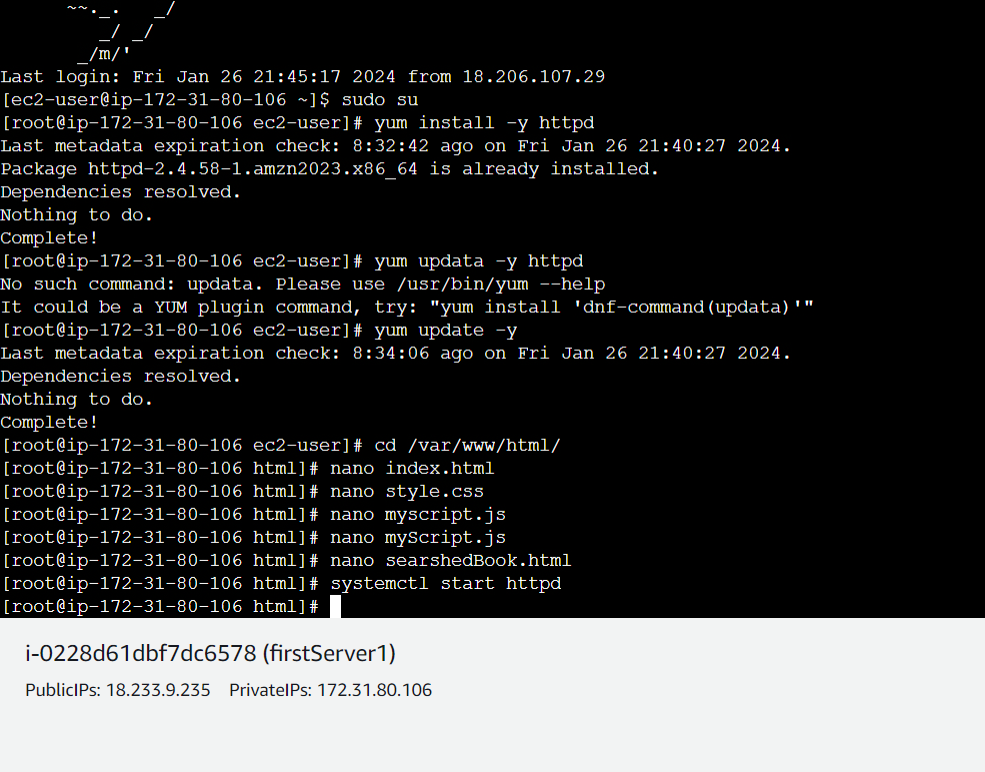 ~~._.   _/
_/ _/
_/m/'
Last login: Fri Jan 26 21:45:17 2024 from 18.206.107.29
[ec2-user@ip-172-31-80-106 ~]$ sudo su
[root@ip-172-31-80-106 ec2-user]# yum install -y httpd
Last metadata expiration check: 8:32:42 ago on Fri Jan 26 21:40:27 2024.
Package httpd-2.4.58-1.amzn2023.x86_64 is already installed.
Dependencies resolved.
Nothing to do.
Complete!
[root@ip-172-31-80-106 ec2-user]# yum updata -y httpd
No such command: updata. Please use /usr/bin/yum --help
It could be a YUM plugin command, try: "yum install 'dnf-command(updata)'"
[root@ip-172-31-80-106 ec2-user]# yum update -y
Last metadata expiration check: 8:34:06 ago on Fri Jan 26 21:40:27 2024.
Dependencies resolved.
Nothing to do.
Complete!
[root@ip-172-31-80-106 ec2-user]# cd /var/www/html/
[root@ip-172-31-80-106 html]# nano index.html
[root@ip-172-31-80-106 html]# nano style.css
[root@ip-172-31-80-106 html]# nano myscript.js
[root@ip-172-31-80-106 html]# nano myScript.js
[root@ip-172-31-80-106 html]# nano searshedBook.html
[root@ip-172-31-80-106 html]# systemctl start httpd
[root@ip-172-31-80-106 html]#
i-0228d61dbf7dc6578 (firstServer1)
PublicIPs: 18.233.9.235 PrivateIPs: 172.31.80.106